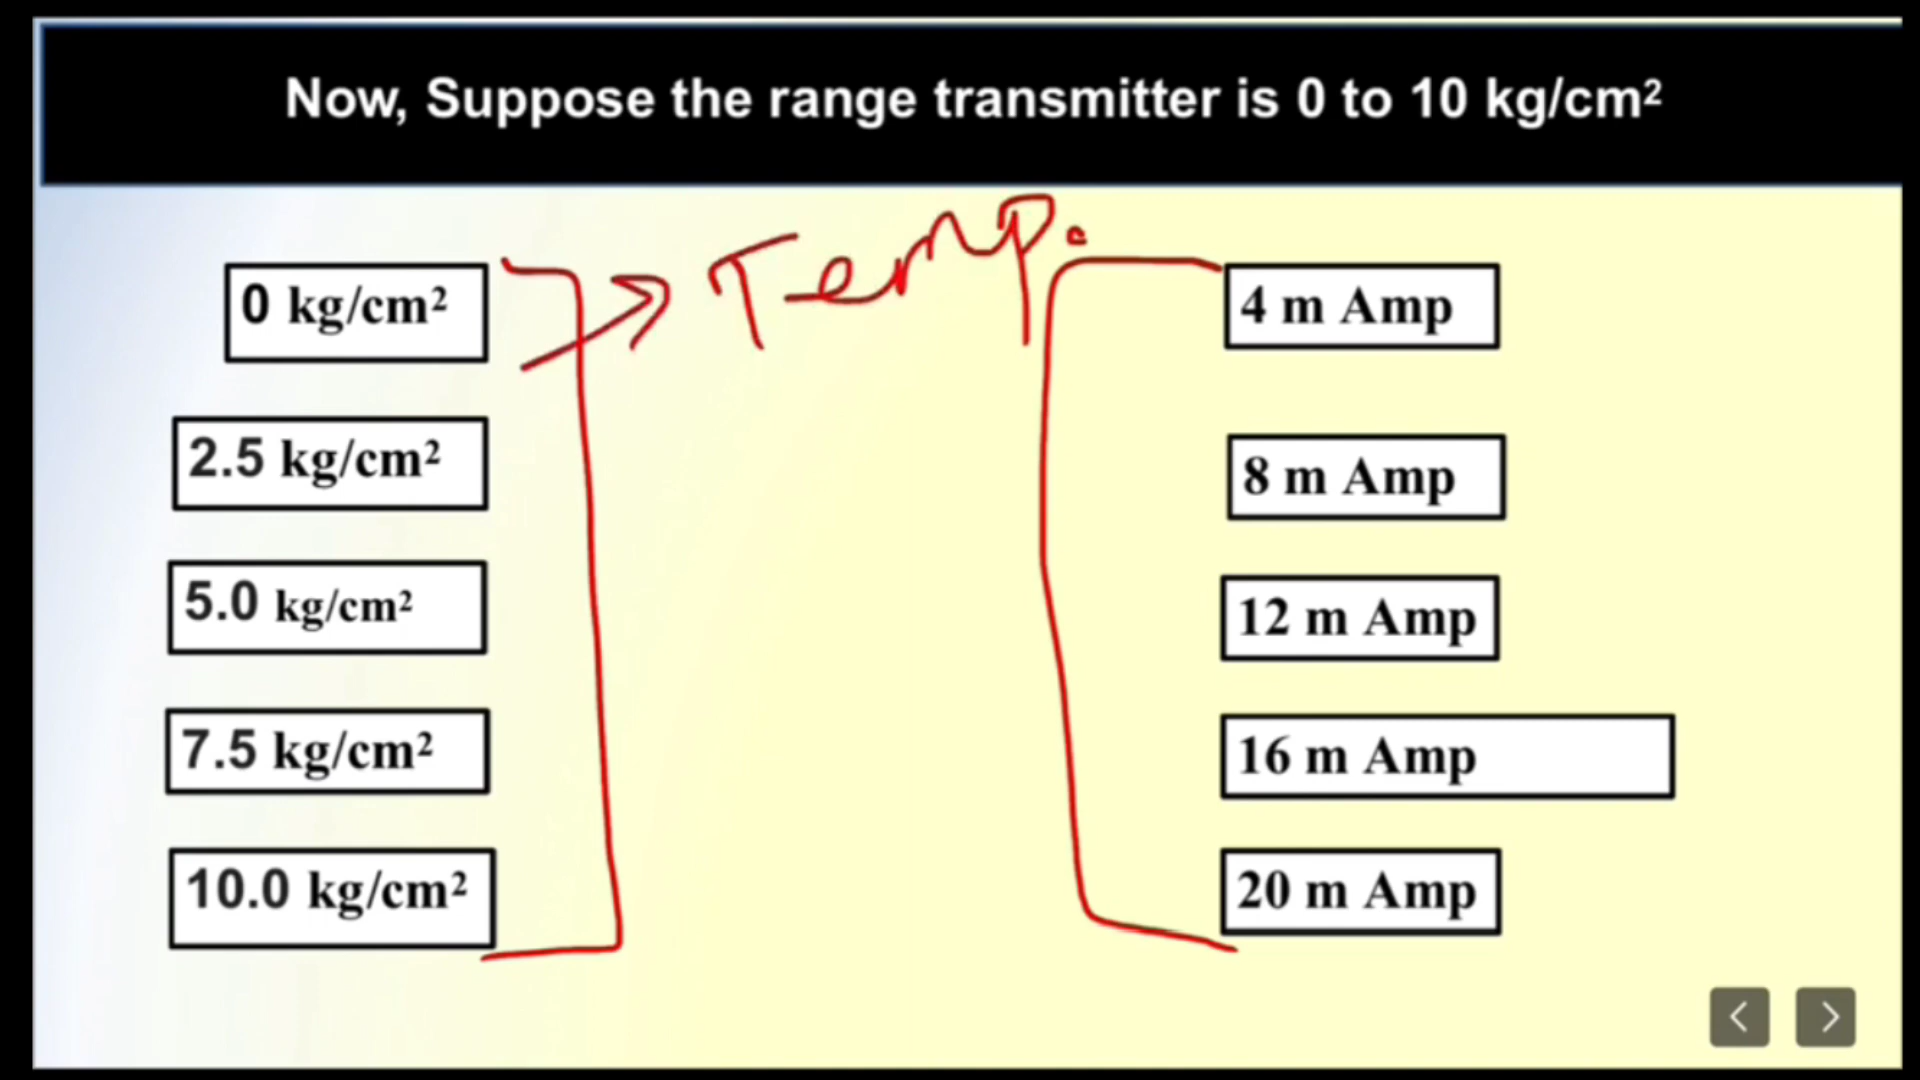 Now, Suppose the range transmitter is 0 to 10 kg/cm²
Temp.
0 kg/cm²
4 m Amp
2.5 kg/cm²
8 m Amp
5.0 kg/cm²
12 m Amp
7.5 kg/cm²
16 m Amp
10.0 kg/cm²
20 m Amp